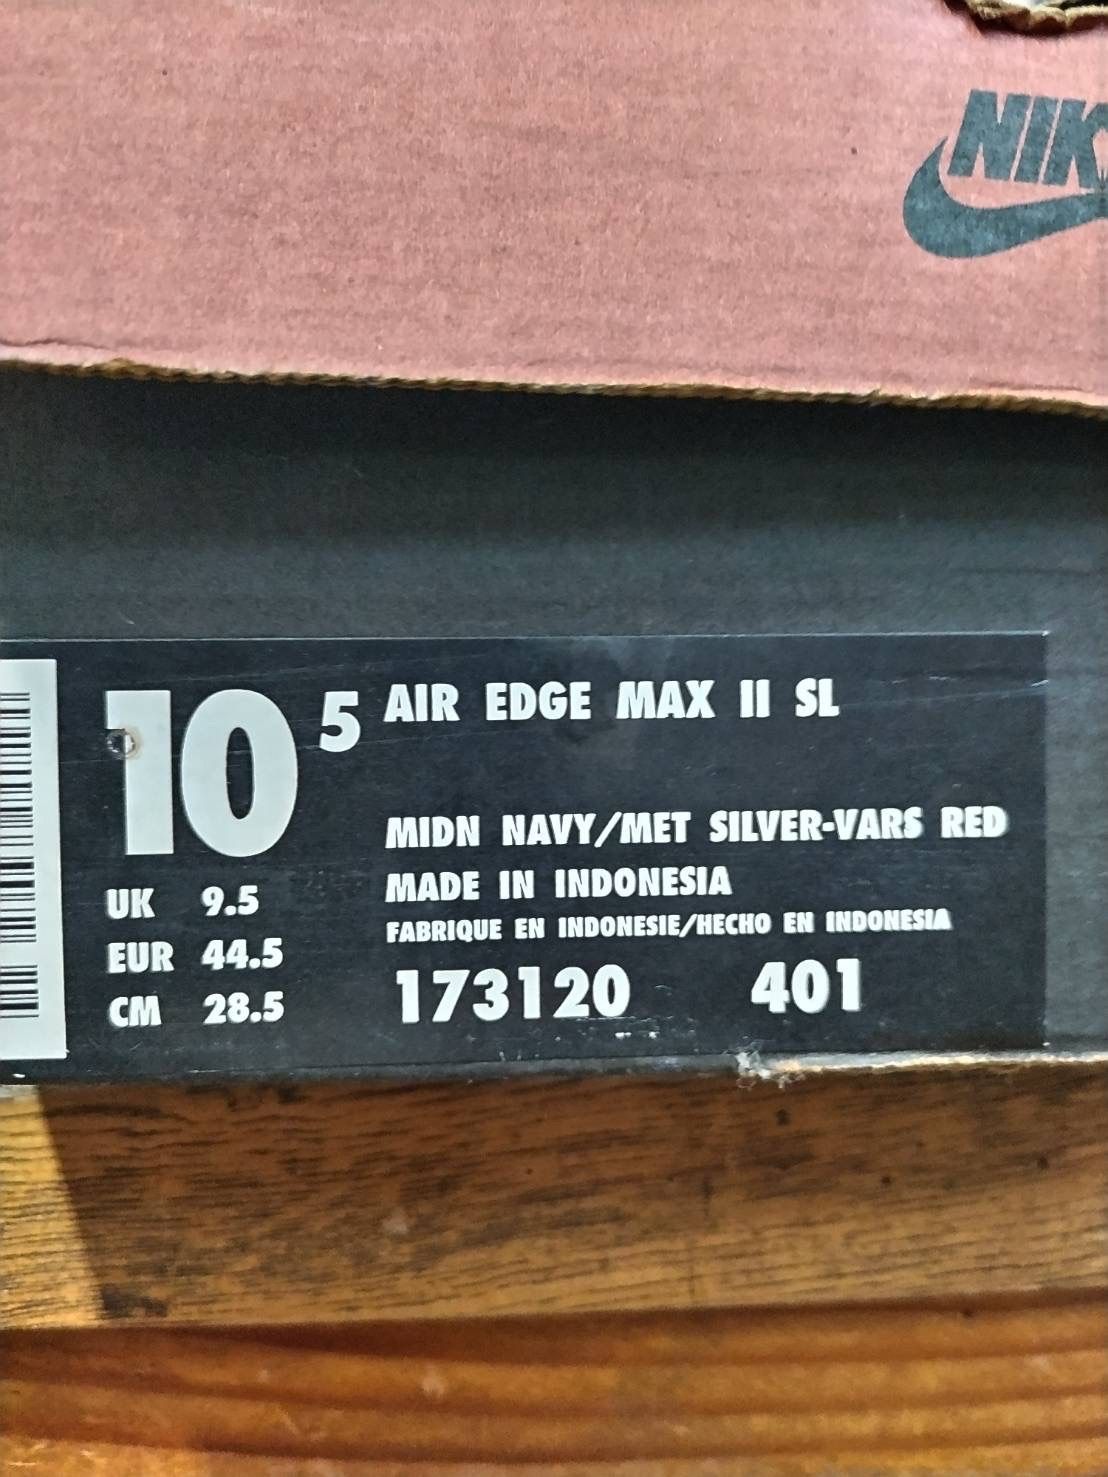 NIK
10 5 AIR EDGE MAX II SL
MIDN NAVY/MET SILVER-VARS RED
UK 9.5 MADE IN INDONESIA
FABRIQUE EN INDONESIE/HECHO EN INDONESIA
EUR 44.5
CM 28.5
173120 401